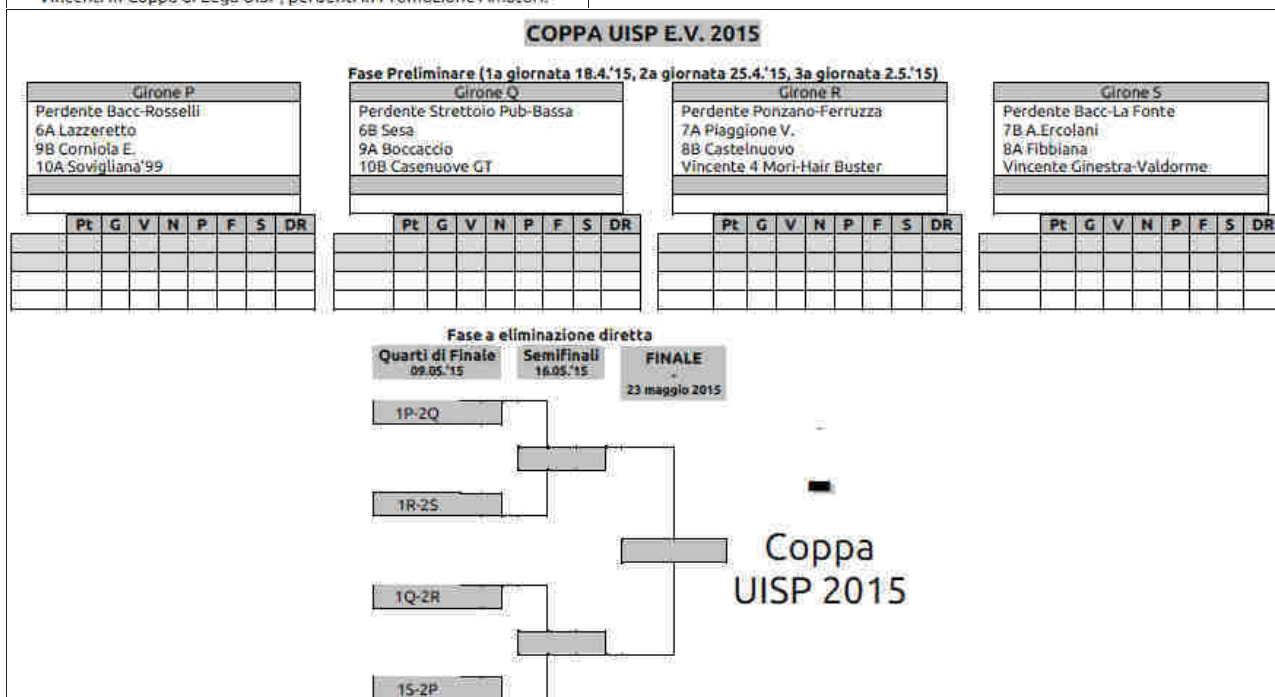 COPPA UISP E.V. 2015
Fase Preliminare (1a giornata 18.4.'15, 2a giornata 25.4.'15, 3a giornata 2.5.'15)
Girone P
Perdente Bacc-Rosselli
6A Lazzeretto
9B Corniola E.
10A Sovigliana'99
Pt G V N P F S DR
Girone Q
Perdente Strettoio Pub-Bassa
6B Sesa
9A Boccaccio
10B Casenuove GT
Pt G V N P F S DR
Girone R
Perdente Ponzano-Ferruzza
7A Piaggione V.
8B Castelnuovo
Vincente 4 Mori-Hair Buster
Pt G V N P F S DR
Girone S
Perdente Bacc-La Fonte
7B A.Ercolani
8A Fibbiana
Vincente Ginestra-Valdorme
Pt G V N P F S DR
Fase a eliminazione diretta
Quarti di Finale
09.05.'15
Semifinali
16.05.'15
FINALE
-
23 maggio 2015
1P-2Q
1R-2S
1Q-2R
1S-2P
Coppa
UISP 2015